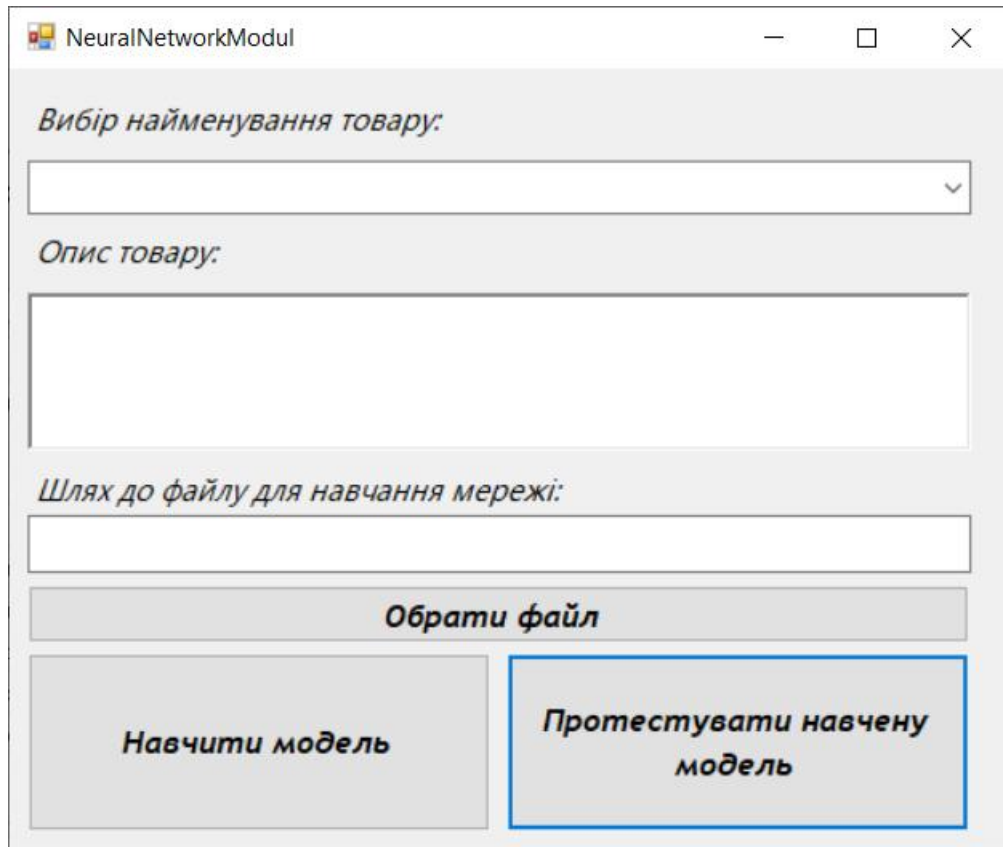 NeuralNetworkModul
Вибір найменування товару:
Опис товару:
Шлях до файлу для навчання мережі:
Обрати файл
Навчити модель
Протестувати навчену
модель